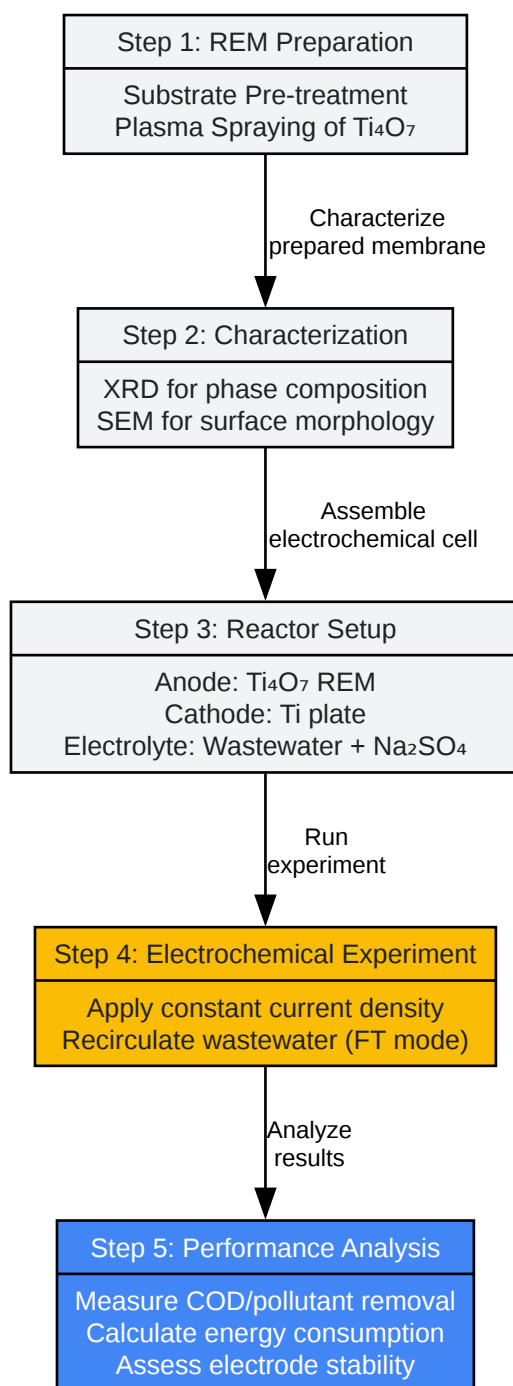 Step 1: REM Preparation
Substrate Pre-treatment
Plasma Spraying of Ti₄O₇
Characterize
prepared membrane
Step 2: Characterization
XRD for phase composition
SEM for surface morphology
Assemble
electrochemical cell
Step 3: Reactor Setup
Anode: Ti₄O₇ REM
Cathode: Ti plate
Electrolyte: Wastewater + Na₂SO₄
Run
experiment
Step 4: Electrochemical Experiment
Apply constant current density
Recirculate wastewater (FT mode)
Analyze
results
Step 5: Performance Analysis
Measure COD/pollutant removal
Calculate energy consumption
Assess electrode stability